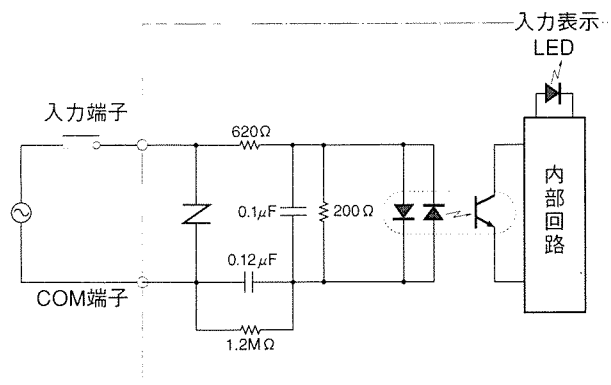 入力表示
LED
入力端子
620Ω
0.1μF
200Ω
内部回路
0.12μF
COM端子
1.2MΩ